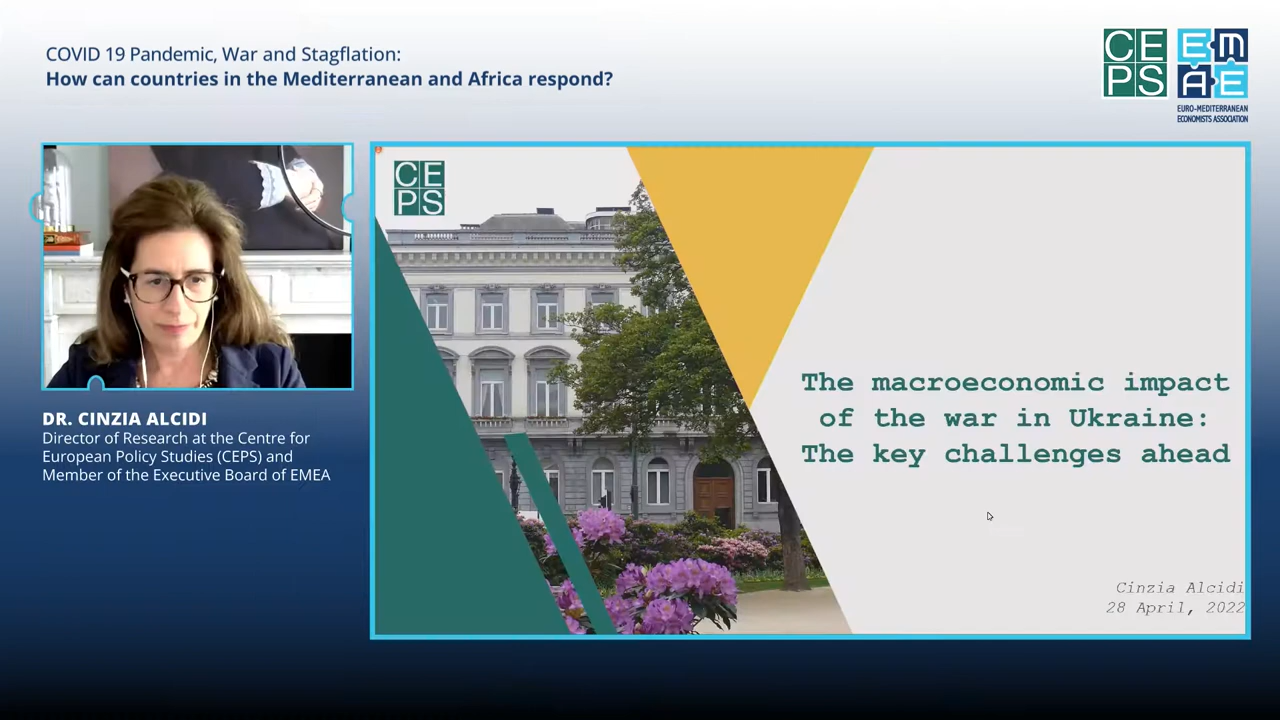 COVID 19 Pandemic, War and Stagflation:
How can countries in the Mediterranean and Africa respond?
CE
PS
E M
A E
EURO-MEDITERRANEAN
ECONOMISTS ASSOCIATION
CE
PS
The macroeconomic impact
of the war in Ukraine:
The key challenges ahead
Cinzia Alcidi
28 April, 2022
DR. CINZIA ALCIDI
Director of Research at the Centre for
European Policy Studies (CEPS) and
Member of the Executive Board of EMEA